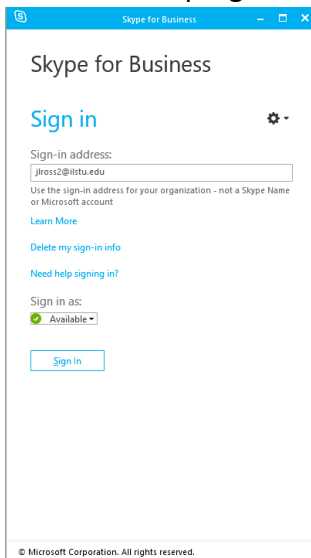 Skype for Business
Skype for Business
Sign in
Sign-in address:
jlross2@ilstu.edu
Use the sign-in address for your organization - not a Skype Name
or Microsoft account
Learn More
Delete my sign-in info
Need help signing in?
Sign in as:
Available
Sign In
© Microsoft Corporation. All rights reserved.